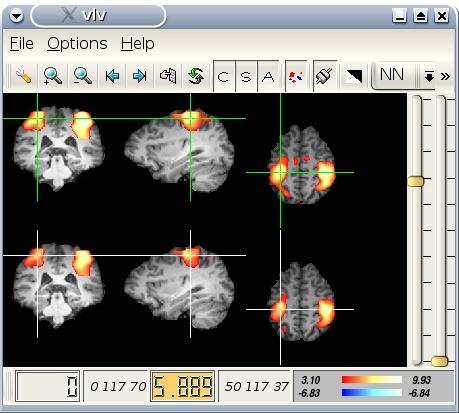 vlv
File Options Help
C S A NN »
0 0 117 70 5.889 50 117 37 3.10 9.93
-6.83 -6.84